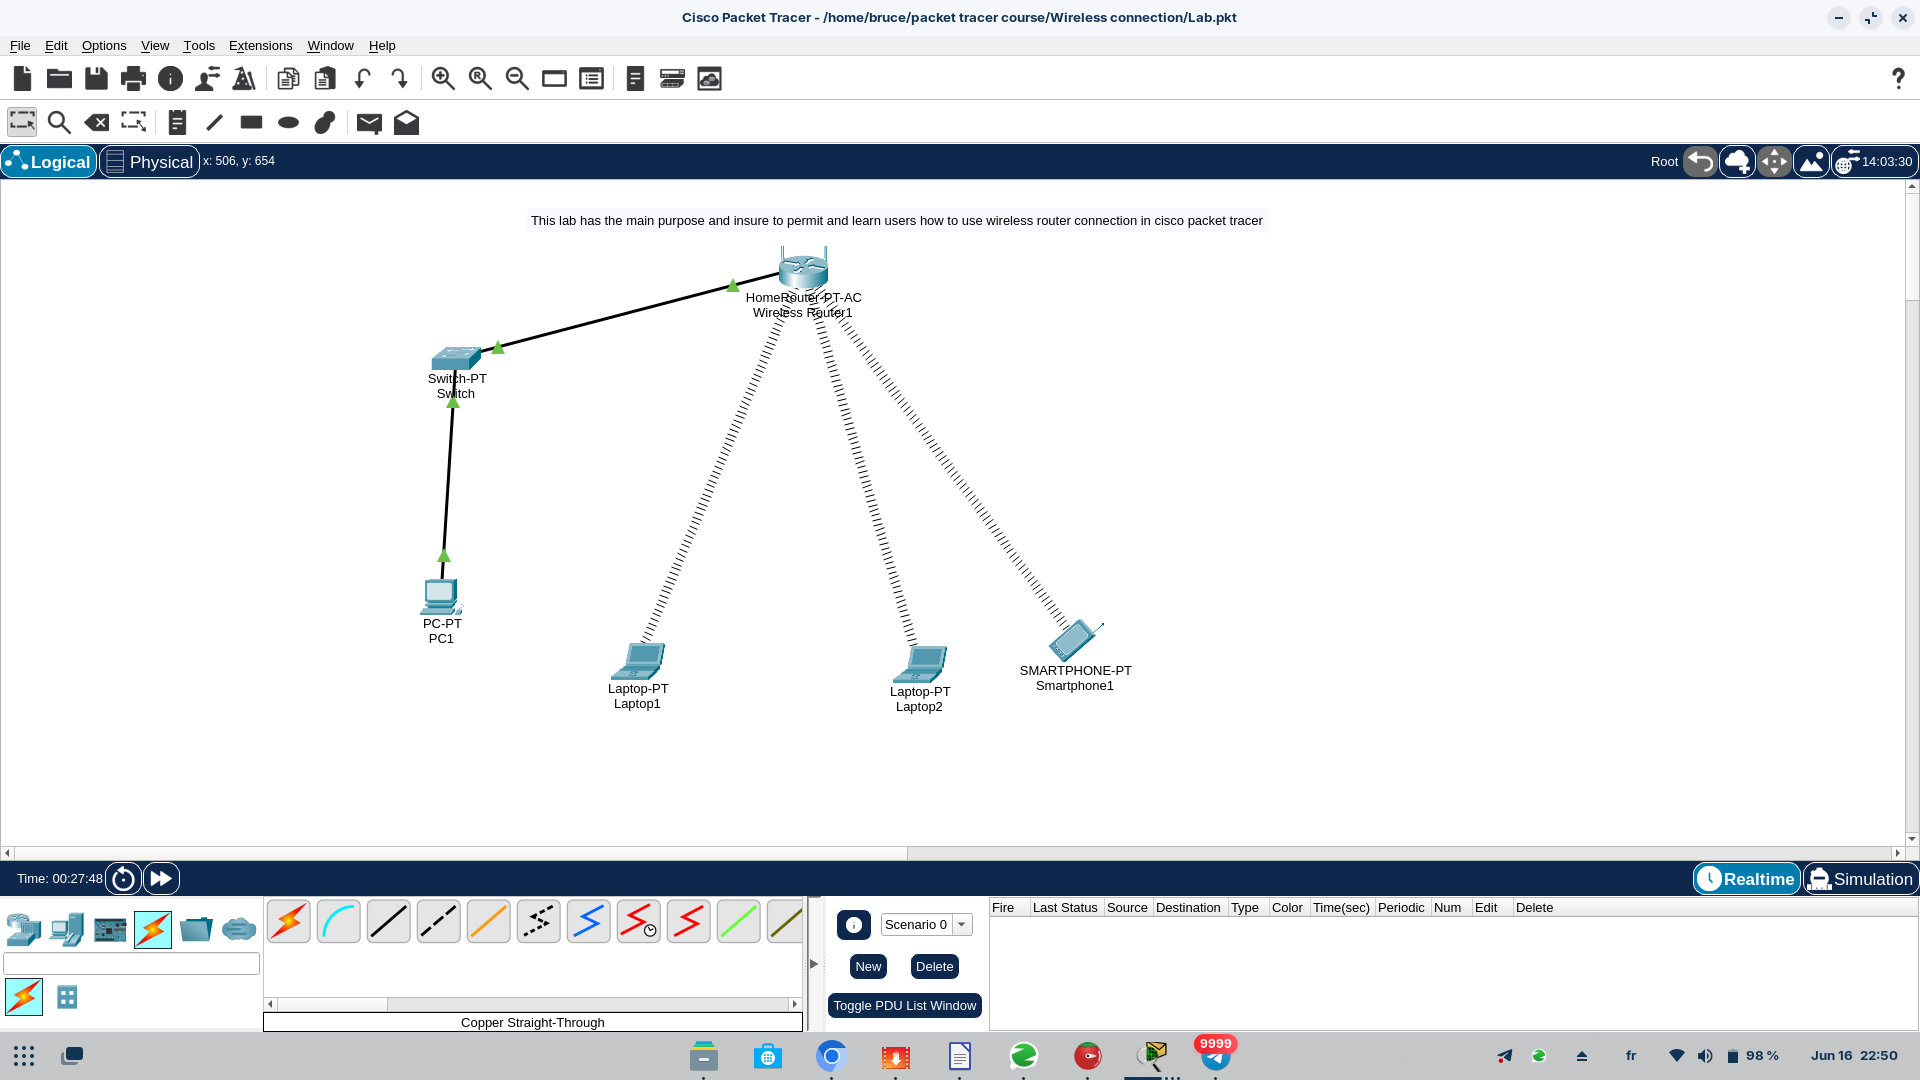 Cisco Packet Tracer - /home/bruce/packet tracer course/Wireless connection/Lab.pkt
File Edit Options View Tools Extensions Window Help
Logical Physical x: 506, y: 654 Root 14:03:30
This lab has the main purpose and insure to permit and learn users how to use wireless router connection in cisco packet tracer
HomeRouter-PT-AC
Wireless Router1
Switch-PT
Switch
PC-PT
PC1
Laptop-PT
Laptop1
Laptop-PT
Laptop2
SMARTPHONE-PT
Smartphone1
Time: 00:27:48 Realtime Simulation
Fire Last Status Source Destination Type Color Time(sec) Periodic Num Edit Delete
Scenario 0
New Delete
Toggle PDU List Window
Copper Straight-Through
9999
fr 98 % Jun 16 22:50